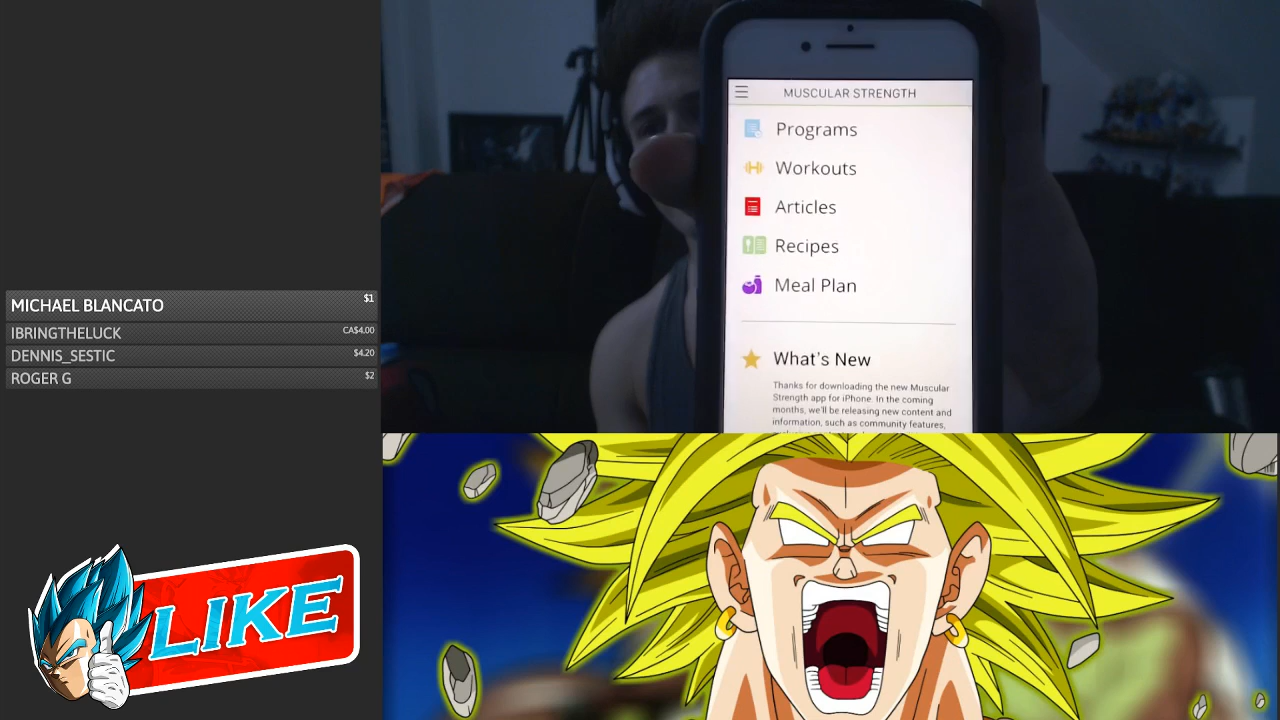 MICHAEL BLANCATO $1
IBRINGTHELUCK CA$4.00
DENNIS_SESTIC $4.20
ROGER G $2
LIKE
MUSCULAR STRENGTH
Programs
Workouts
Articles
Recipes
Meal Plan
What's New
Thanks for downloading the new Muscular
Strength app for iPhone. In the coming
months, we'll be releasing new content and
information, such as community features,